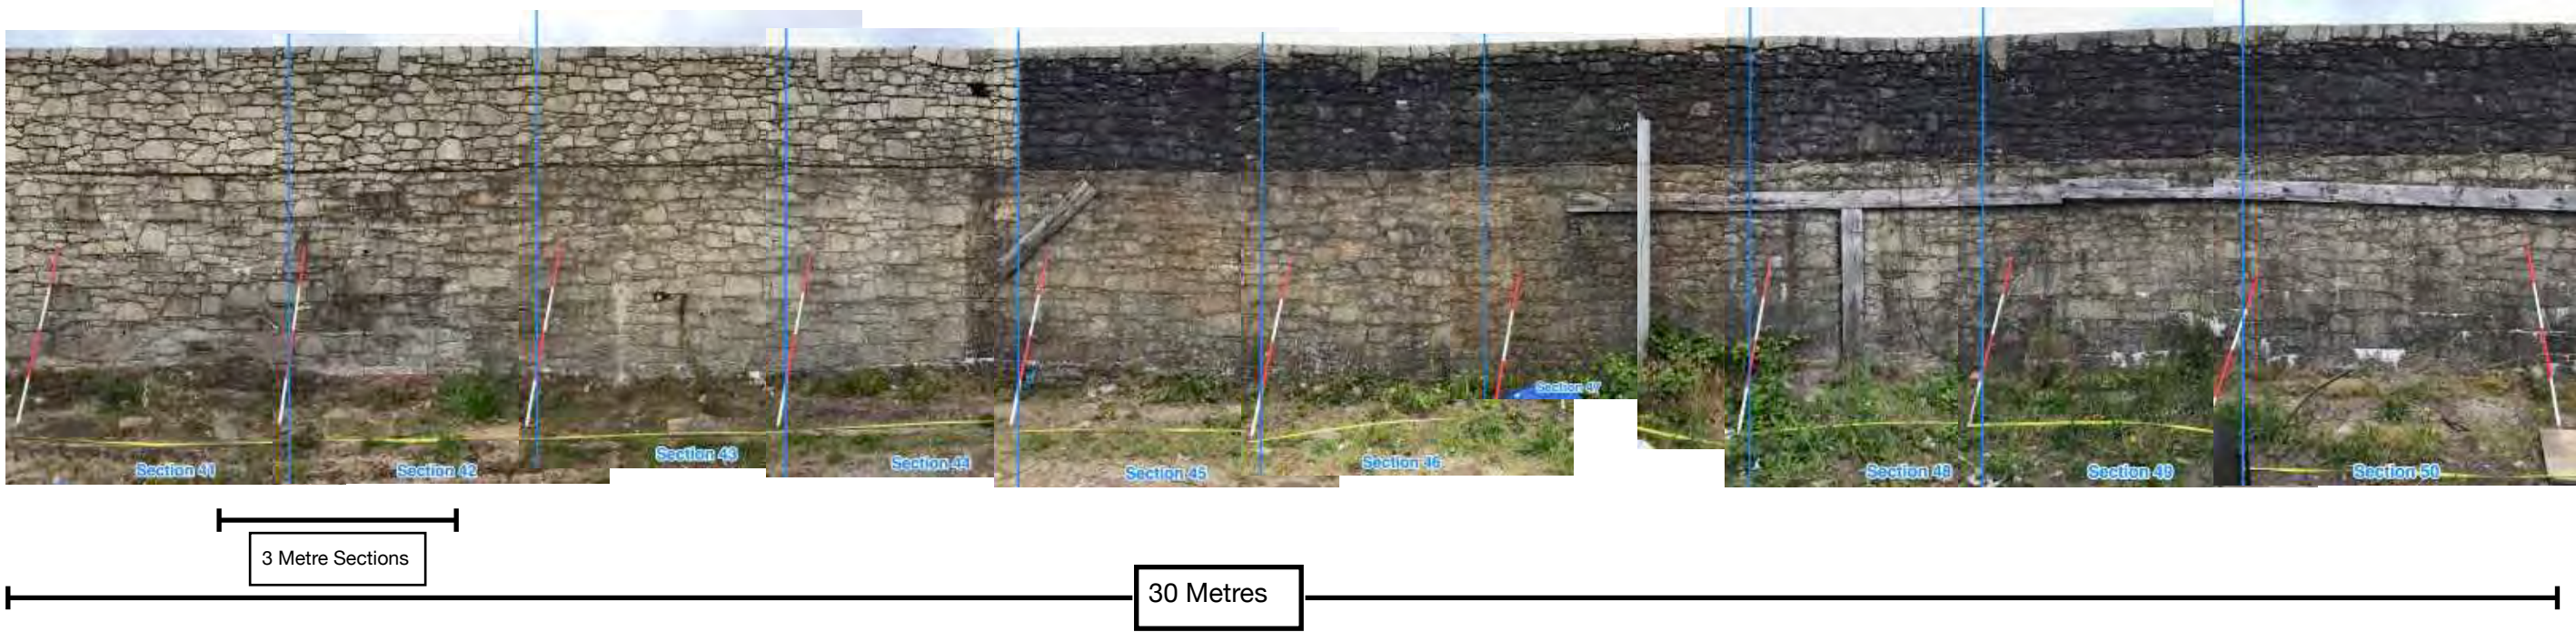 Section 41
Section 42
Section 43
Section 44
Section 45
Section 46
Section 47
Section 48
Section 49
Section 50
3 Metre Sections
30 Metres